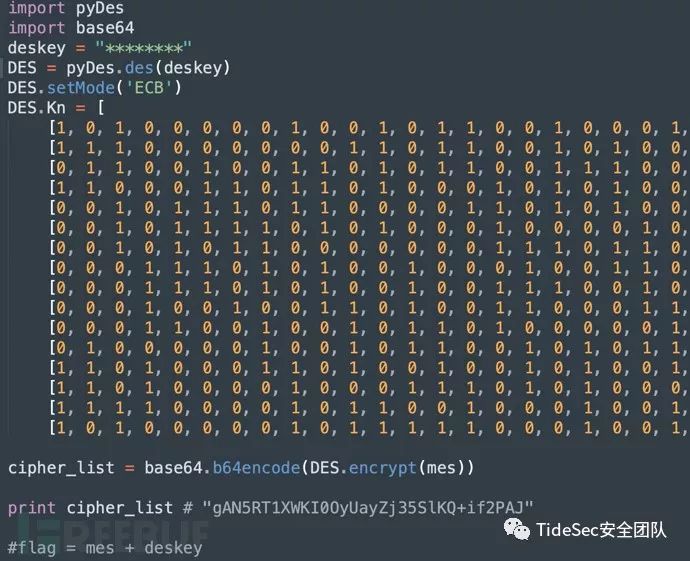 import pyDes
import base64
deskey = "********"
DES = pyDes.des(deskey)
DES.setMode('ECB')
DES.Kn = [
[1, 0, 1, 0, 0, 0, 0, 0, 0, 1, 0, 0, 1, 0, 1, 1, 0, 0, 1, 0, 0, 0, 1,
[1, 1, 1, 0, 0, 0, 0, 0, 0, 0, 0, 1, 1, 0, 1, 1, 0, 0, 1, 0, 1, 0, 0,
[0, 1, 1, 0, 0, 1, 0, 0, 1, 1, 0, 1, 0, 1, 1, 0, 0, 1, 1, 1, 0, 0,
[1, 1, 0, 0, 0, 1, 1, 0, 1, 1, 0, 1, 0, 0, 0, 1, 0, 1, 0, 0,
[0, 0, 1, 0, 1, 1, 1, 0, 1, 0, 1, 1, 0, 0, 0, 0, 1, 1, 0, 1, 0, 1, 0, 0,
[0, 0, 1, 0, 1, 1, 1, 1, 0, 1, 0, 1, 0, 0, 0, 0, 0, 0, 0, 1,
[0, 0, 1, 0, 1, 0, 1, 1, 0, 0, 0, 0, 0, 0, 1, 1, 1, 0, 1, 1, 0,
[0, 0, 0, 1, 1, 1, 0, 1, 0, 1, 0, 0, 1, 0, 0, 0, 1, 0, 0, 1, 1, 0,
[0, 0, 0, 1, 1, 1, 0, 1, 0, 0, 1, 0, 0, 1, 1, 1, 0, 0,
[0, 0, 0, 1, 0, 0, 1, 0, 0, 1, 0, 0, 1, 1, 0, 1, 0, 0, 0, 1, 1,
[0, 0, 0, 1, 1, 0, 0, 1, 0, 0, 1, 0, 1, 1, 0, 1, 0, 0, 0, 0,
[0, 1, 0, 0, 0, 0, 0, 1, 0, 0, 1, 0, 1, 1, 0, 0, 1, 0, 1, 1,
[1, 1, 0, 1, 0, 0, 0, 1, 1, 0, 1, 0, 0, 0, 1, 0, 1, 0, 0,
[1, 1, 0, 1, 0, 0, 0, 0, 1, 0, 0, 0, 1, 1, 1, 0, 1, 0, 1, 0, 0,
[1, 1, 1, 1, 0, 0, 0, 0, 0, 1, 0, 1, 1, 0, 0, 1, 0, 0, 0, 1,
[1, 0, 1, 0, 0, 0, 0, 0, 1, 0, 1, 1, 1, 1, 1, 0, 0, 1, 0, 0, 1,
cipher_list = base64.b64encode(DES.encrypt(mes))
print cipher_list # "gAN5RT1XWKI0OyUayZj35SlKQ+if2PAJ"
#flag = mes + deskey
TideSec安全团队